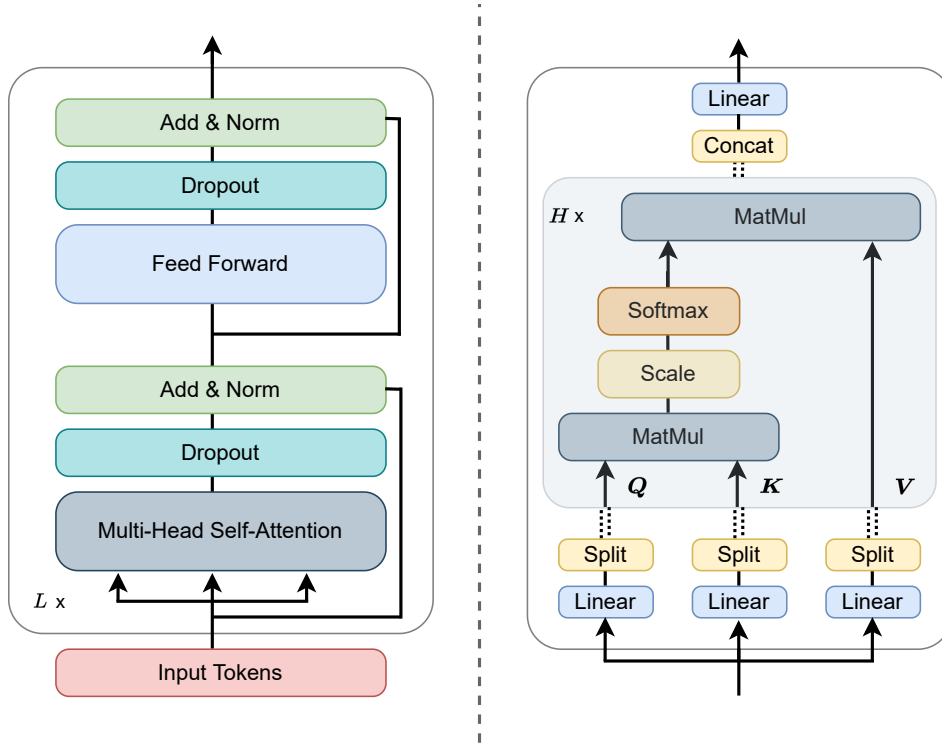 Add & Norm
Dropout
Feed Forward
Add & Norm
Dropout
Multi-Head Self-Attention
L x
Input Tokens
Linear
Concat
H x
MatMul
Softmax
Scale
MatMul
Q K V
Split Split Split
Linear Linear Linear